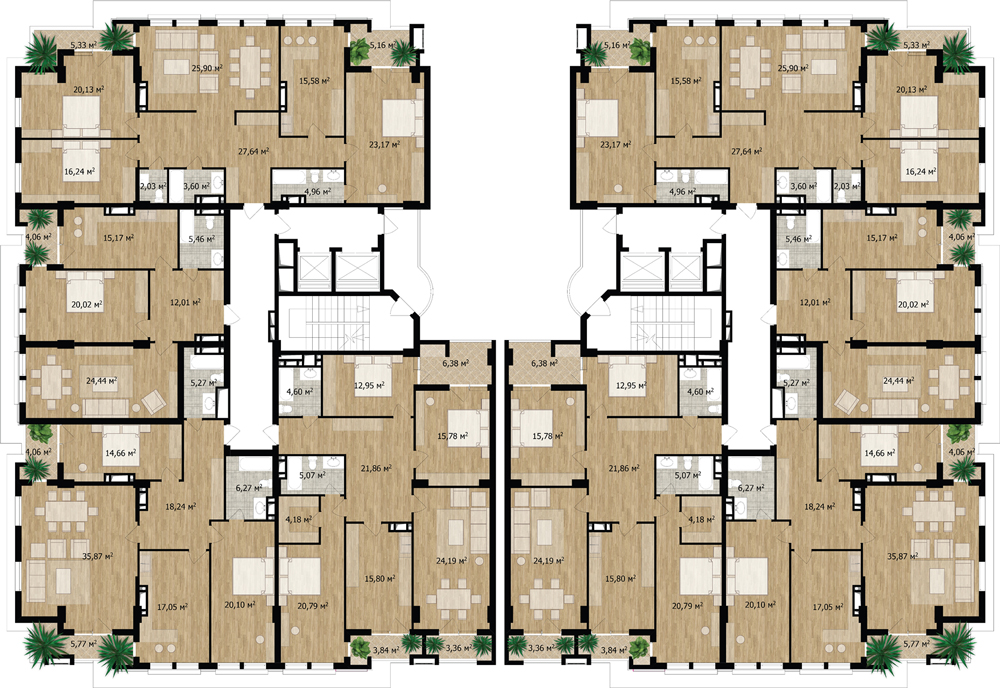 5,33 м²
5,16 м²
25,90 м²
15,58 м²
20,13 м²
23,17 м²
27,64 м²
16,24 м²
2,03 м²
3,60 м²
4,96 м²
4,06 м²
15,17 м²
5,46 м²
20,02 м²
12,01 м²
24,44 м²
5,27 м²
4,60 м²
12,95 м²
6,38 м²
4,06 м²
14,66 м²
15,78 м²
21,86 м²
5,07 м²
6,27 м²
18,24 м²
4,18 м²
35,87 м²
24,19 м²
15,80 м²
17,05 м²
20,10 м²
20,79 м²
5,77 м²
3,84 м²
3,36 м²
5,16 м²
5,33 м²
25,90 м²
15,58 м²
20,13 м²
23,17 м²
27,64 м²
16,24 м²
4,96 м²
3,60 м²
2,03 м²
5,46 м²
15,17 м²
4,06 м²
12,01 м²
20,02 м²
6,38 м²
12,95 м²
4,60 м²
5,27 м²
24,44 м²
15,78 м²
14,66 м²
4,06 м²
21,86 м²
5,07 м²
6,27 м²
4,18 м²
18,24 м²
24,19 м²
35,87 м²
15,80 м²
20,79 м²
20,10 м²
17,05 м²
3,36 м²
3,84 м²
5,77 м²